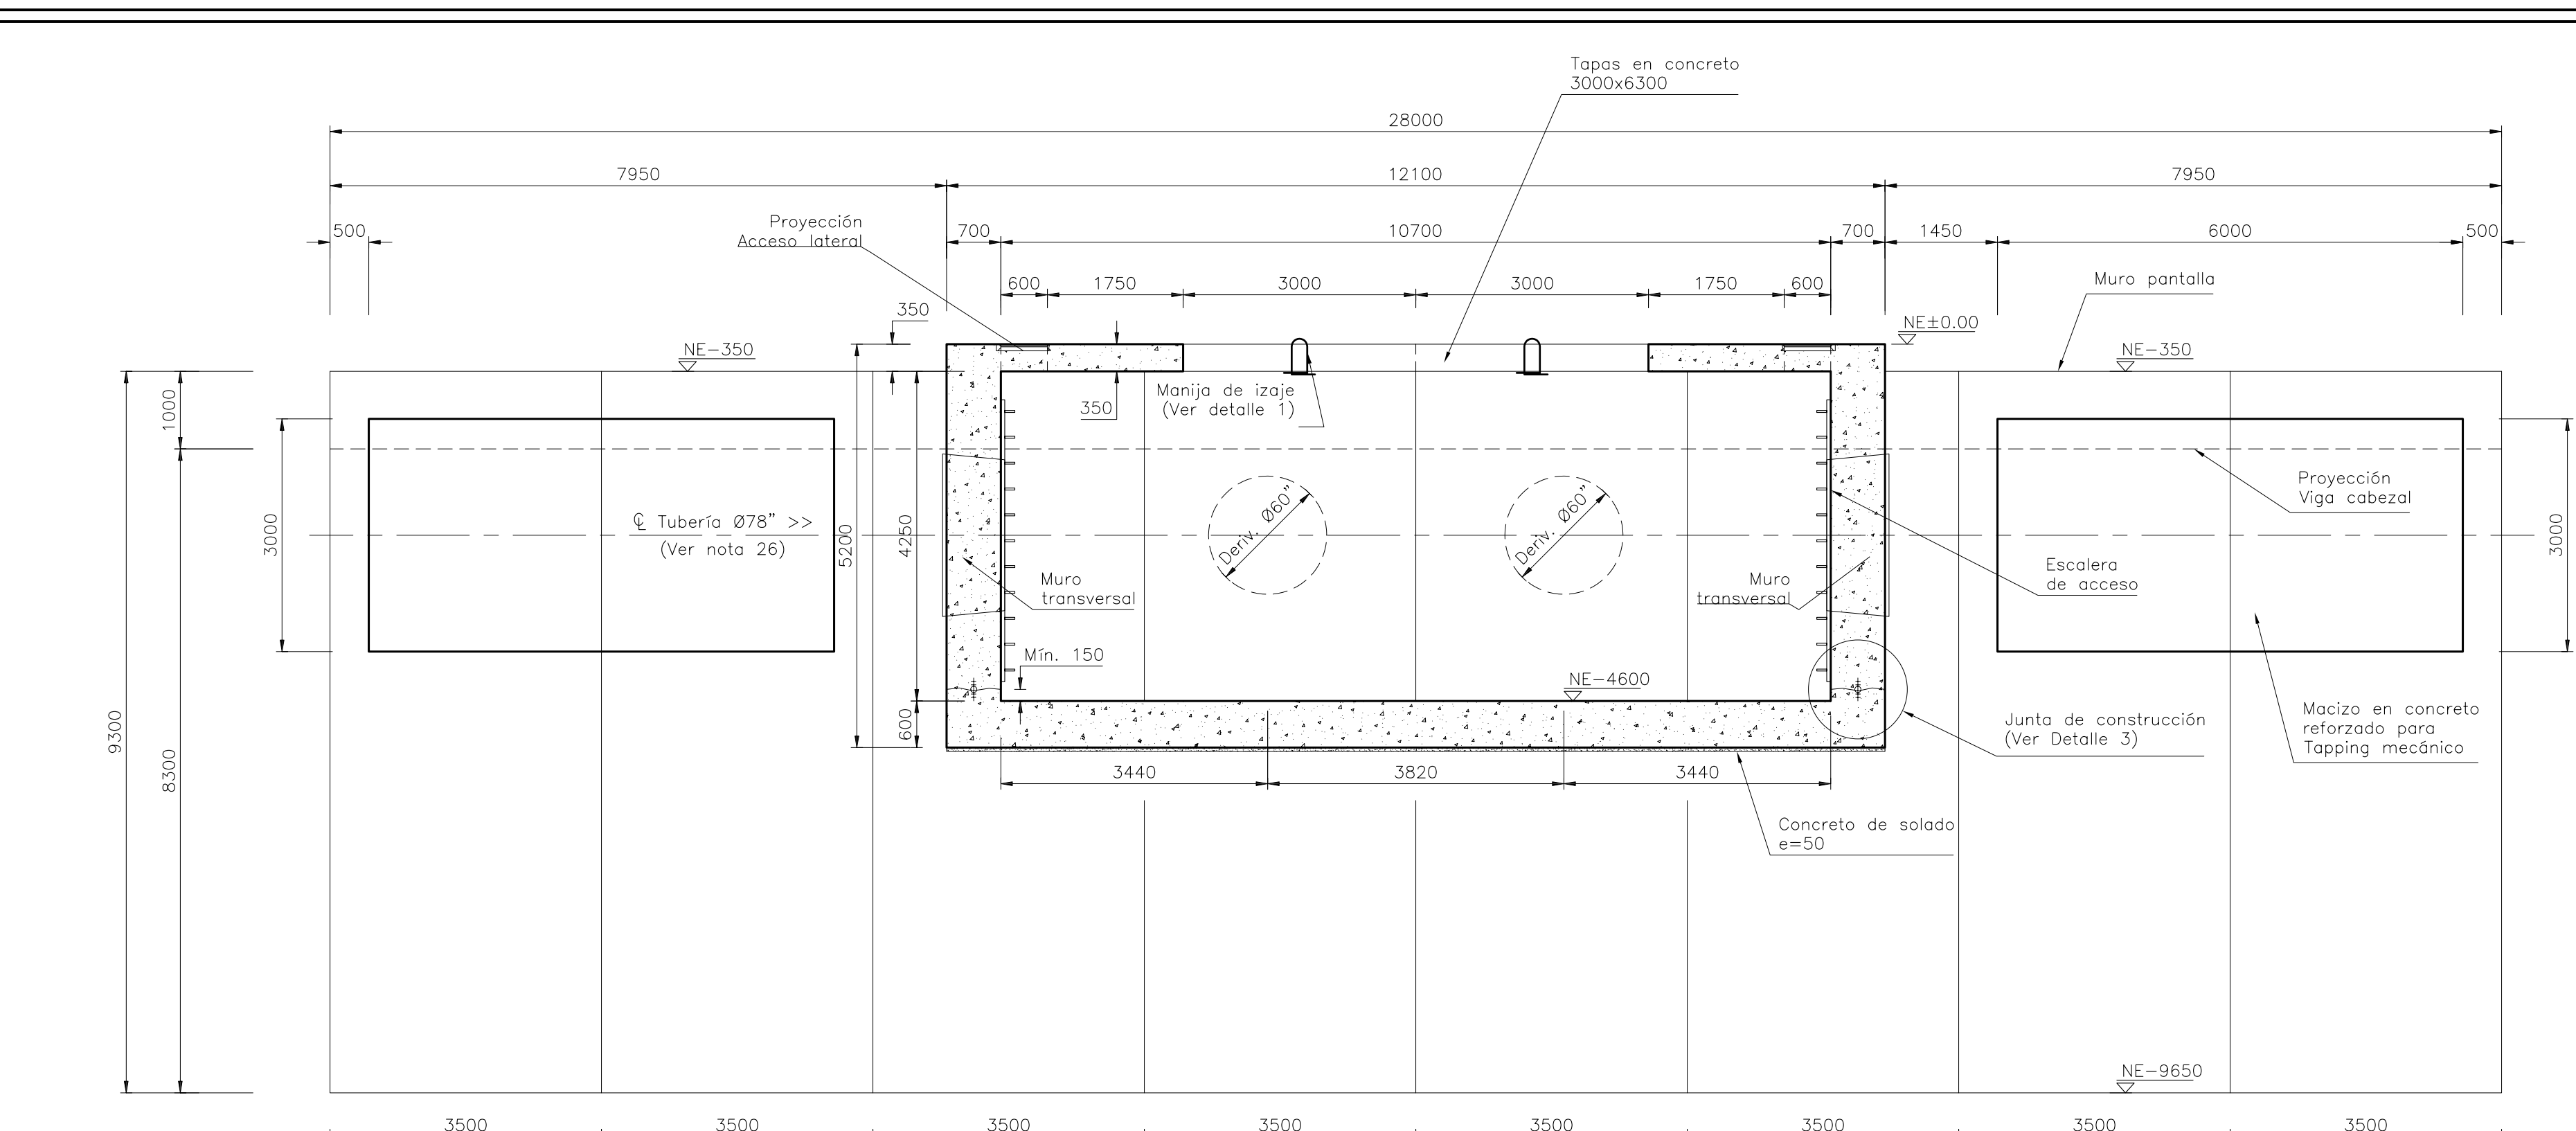 Tapas en concreto
3000x6300
28000
7950
12100
7950
Proyección
Acceso lateral
500
700
10700
700
1450
6000
500
600
1750
3000
3000
1750
600
Muro pantalla
350
NE±0.00
NE-350
NE-350
Manija de izaje
(Ver detalle 1)
350
1000
3000
℄ Tubería Ø78" >>
(Ver nota 26)
5200
4250
Deriv. Ø60"
Deriv. Ø60"
Proyección
Viga cabezal
3000
Muro
transversal
Muro
transversal
Escalera
de acceso
Mín. 150
NE-4600
600
9300
8300
Junta de construcción
(Ver Detalle 3)
Macizo en concreto
reforzado para
Tapping mecánico
3440
3820
3440
Concreto de solado
e=50
NE-9650
3500
3500
3500
3500
3500
3500
3500
3500